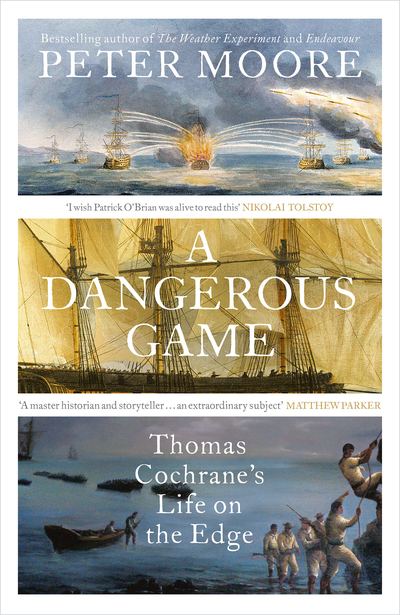 Bestselling author of The Weather Experiment and Endeavour
PETER MOORE
‘I wish Patrick O’Brian was alive to read this’ NIKOLAI TOLSTOY
A
DANGEROUS
GAME
‘A master historian and storyteller ... an extraordinary subject’ MATTHEW PARKER
Thomas
Cochrane’s
Life on
the Edge